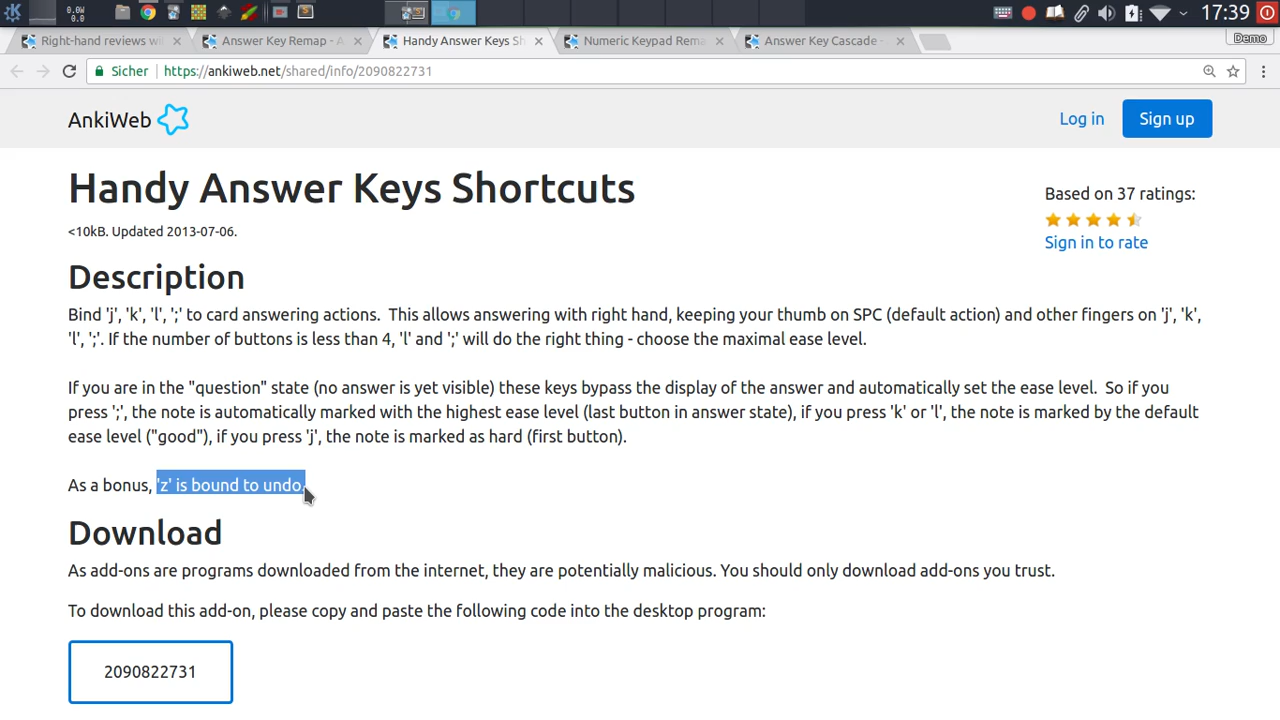 0.0W
0.0%
17:39
Right-hand reviews wi
Answer Key Remap - A
Handy Answer Keys Sh
Numeric Keypad Rema
Answer Key Cascade -
Demo
Sicher
https://ankiweb.net/shared/info/2090822731
AnkiWeb
Log in
Sign up
Handy Answer Keys Shortcuts
Based on 37 ratings:
Sign in to rate
<10kB. Updated 2013-07-06.
Description
Bind 'j', 'k', 'l', ';' to card answering actions.  This allows answering with right hand, keeping your thumb on SPC (default action) and other fingers on 'j', 'k',
'l', ';'. If the number of buttons is less than 4, 'l' and ';' will do the right thing - choose the maximal ease level.
If you are in the "question" state (no answer is yet visible) these keys bypass the display of the answer and automatically set the ease level.  So if you
press ';', the note is automatically marked with the highest ease level (last button in answer state), if you press 'k' or 'l', the note is marked by the default
ease level ("good"), if you press 'j', the note is marked as hard (first button).
As a bonus, 'z' is bound to undo.
Download
As add-ons are programs downloaded from the internet, they are potentially malicious. You should only download add-ons you trust.
To download this add-on, please copy and paste the following code into the desktop program:
2090822731